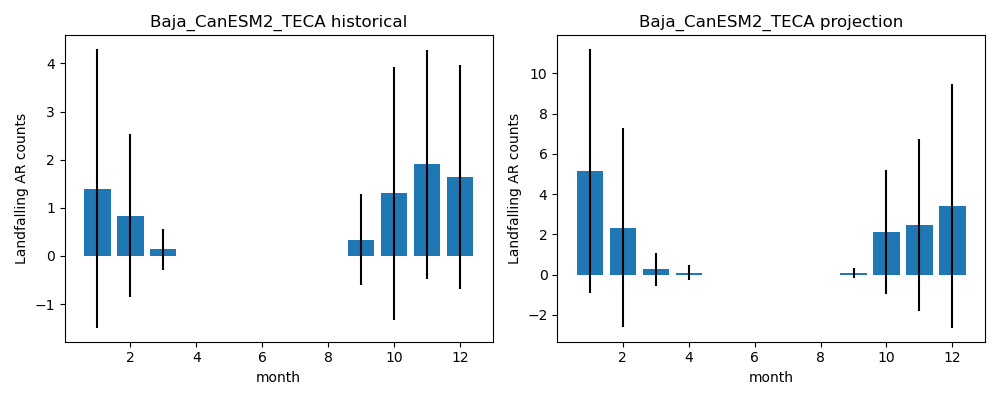 Baja_CanESM2_TECA historical
Landfalling AR counts
4
3
2
1
0
−1
2 4 6 8 10 12
month
Baja_CanESM2_TECA projection
Landfalling AR counts
10
8
6
4
2
0
−2
2 4 6 8 10 12
month